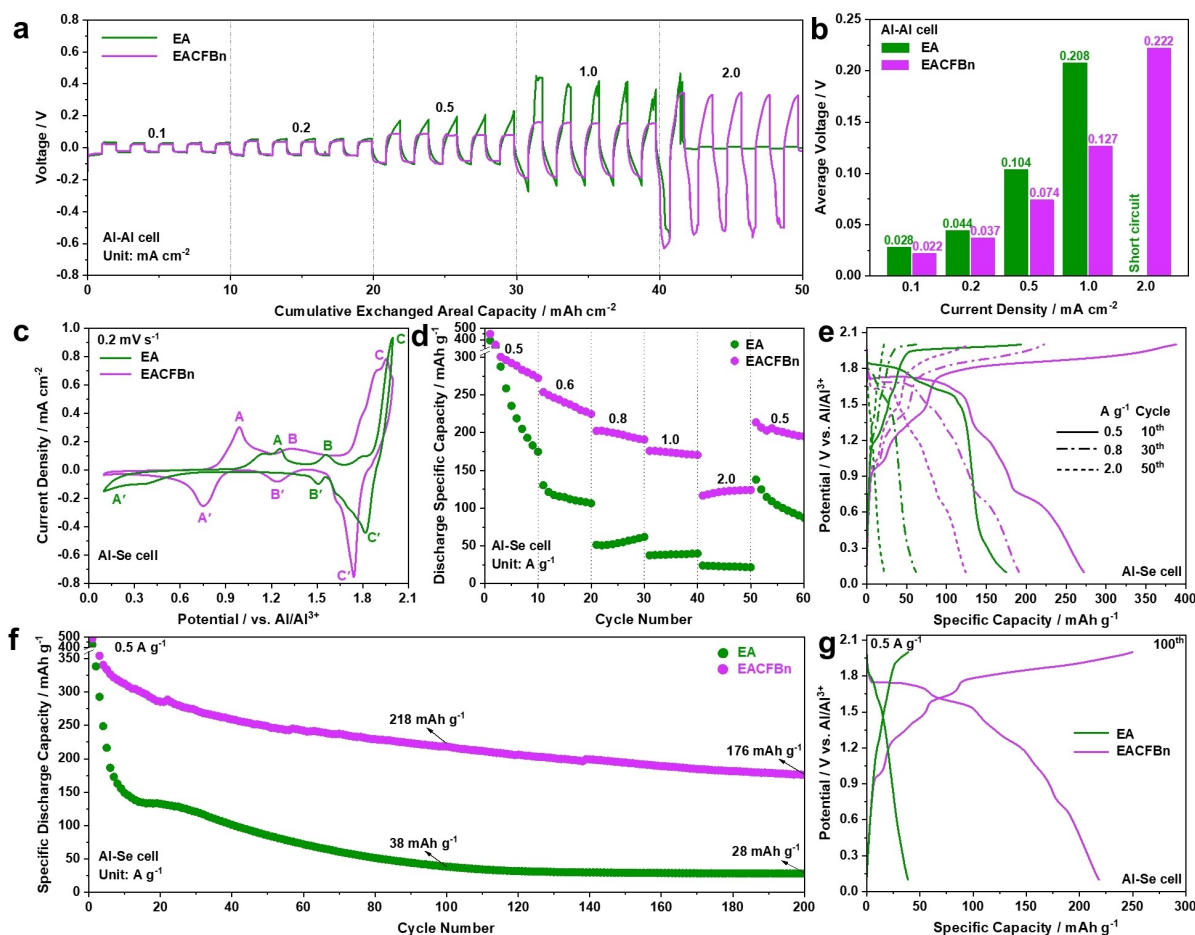 a
0.8
0.6
0.4
0.2
0.0
-0.2
-0.4
-0.6
-0.8
Voltage / V
EA
EACFBn
0.1
0.2
0.5
1.0
2.0
Al-Al cell
Unit: mA cm⁻²
0 10 20 30 40 50
Cumulative Exchanged Areal Capacity / mAh cm⁻²
b
0.25
0.20
0.15
0.10
0.05
0.00
Average Voltage / V
Al-Al cell
EA
EACFBn
0.028
0.022
0.044
0.037
0.104
0.074
0.208
0.127
Short circuit
0.222
0.1 0.2 0.5 1.0 2.0
Current Density / mA cm⁻²
c
1.0
0.8
0.6
0.4
0.2
0.0
-0.2
-0.4
-0.6
-0.8
Current Density / mA cm⁻²
0.2 mV s⁻¹
EA
EACFBn
A
A
B
B
C
C
A′
A′
B′
B′
C′
C′
Al-Se cell
0.0 0.3 0.6 0.9 1.2 1.5 1.8 2.1
Potential / vs. Al/Al³⁺
d
500
400
300
250
200
150
100
50
0
Discharge Specific Capacity / mAh g⁻¹
0.5
0.6
0.8
1.0
2.0
0.5
EA
EACFBn
Al-Se cell
Unit: A g⁻¹
0 10 20 30 40 50 60
Cycle Number
e
2.1
1.8
1.5
1.2
0.9
0.6
0.3
0.0
Potential / V vs. Al/Al³⁺
A g⁻¹ Cycle
0.5 10th
0.8 30th
2.0 50th
Al-Se cell
0 50 100 150 200 250 300 350 400
Specific Capacity / mAh g⁻¹
f
500
400
350
300
250
200
150
100
50
0
Specific Discharge Capacity / mAh g⁻¹
0.5 A g⁻¹
EA
EACFBn
218 mAh g⁻¹
176 mAh g⁻¹
38 mAh g⁻¹
28 mAh g⁻¹
Al-Se cell
Unit: A g⁻¹
0 20 40 60 80 100 120 140 160 180 200
Cycle Number
g
2.1
1.8
1.5
1.2
0.9
0.6
0.3
0.0
Potential / V vs. Al/Al³⁺
0.5 A g⁻¹
100th
EA
EACFBn
Al-Se cell
0 50 100 150 200 250 300
Specific Capacity / mAh g⁻¹